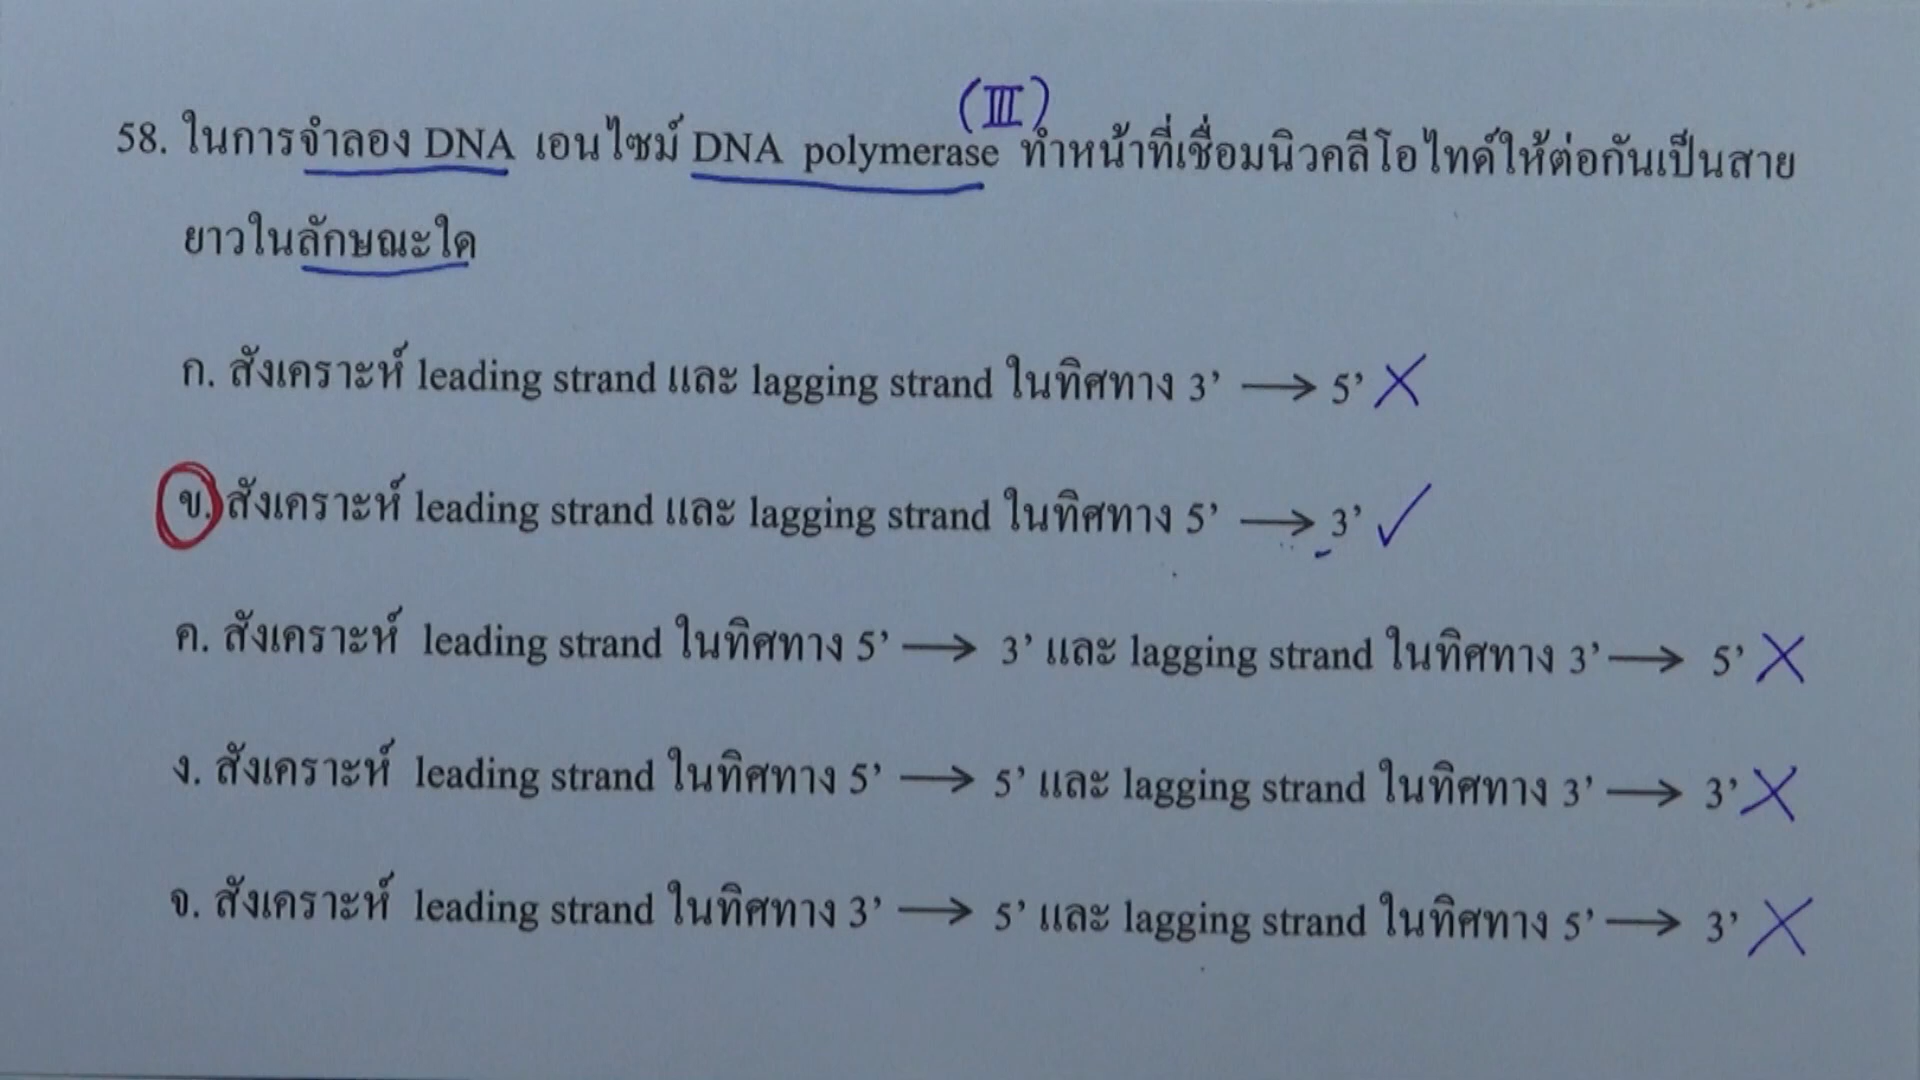 (III)
58. ในการจำลอง DNA เอนไซม์ DNA polymerase ทำหน้าที่เชื่อมนิวคลีโอไทด์ให้ต่อกันเป็นสาย
ยาวในลักษณะใด
ก. สังเคราะห์ leading strand และ lagging strand ในทิศทาง 3’ → 5’ ✗
ข. สังเคราะห์ leading strand และ lagging strand ในทิศทาง 5’ → 3’ ✓
ค. สังเคราะห์ leading strand ในทิศทาง 5’ → 3’ และ lagging strand ในทิศทาง 3’ → 5’ ✗
ง. สังเคราะห์ leading strand ในทิศทาง 5’ → 5’ และ lagging strand ในทิศทาง 3’ → 3’ ✗
จ. สังเคราะห์ leading strand ในทิศทาง 3’ → 5’ และ lagging strand ในทิศทาง 5’ → 3’ ✗